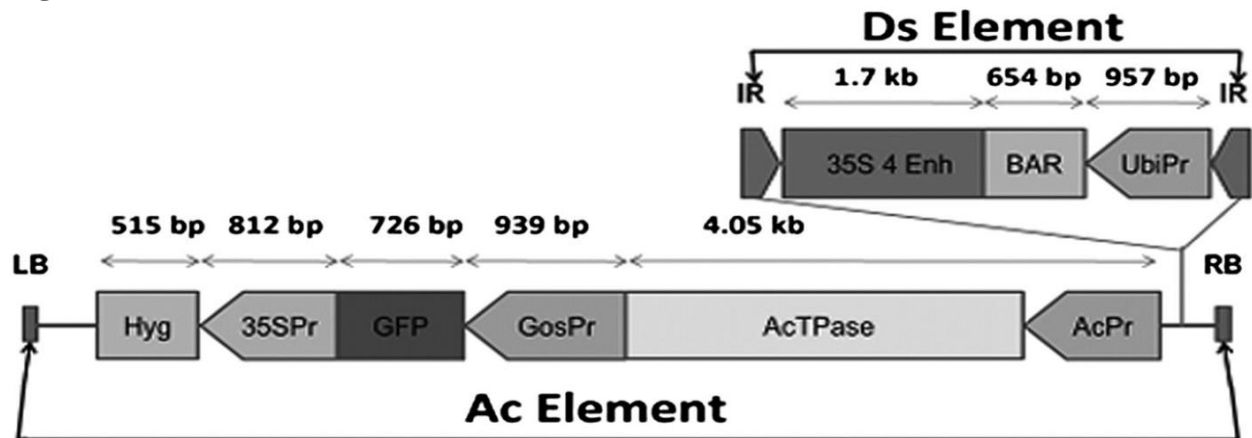 Ds Element
IR 1.7 kb 654 bp 957 bp IR
35S 4 Enh BAR UbiPr
515 bp 812 bp 726 bp 939 bp 4.05 kb
LB RB
Hyg 35SPr GFP GosPr AcTPase AcPr
Ac Element